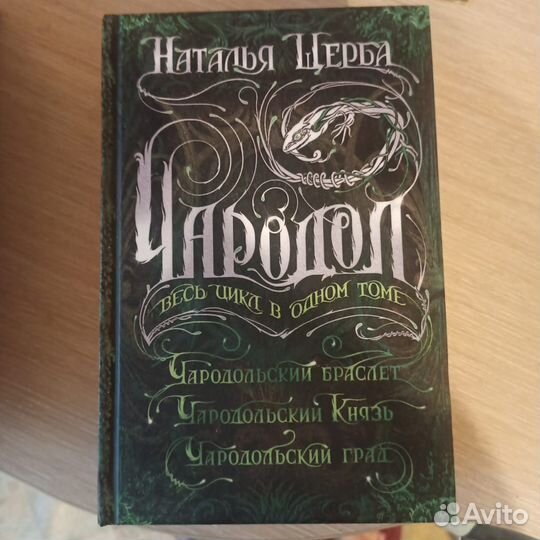 Наталья Щерба
Чародол
весь цикл в одном томе
Чародольский браслет
Чародольский Князь
Чародольский град
Avito